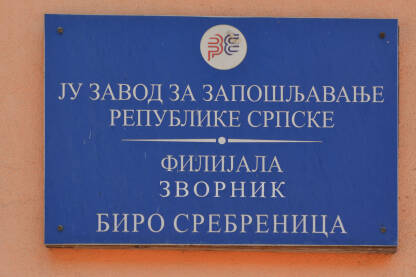 ЈУ ЗАВОД ЗА ЗАПОШЉАВАЊЕ
РЕПУБЛИКЕ СРПСКЕ
ФИЛИЈАЛА
ЗВОРНИК
БИРО СРЕБРЕНИЦА